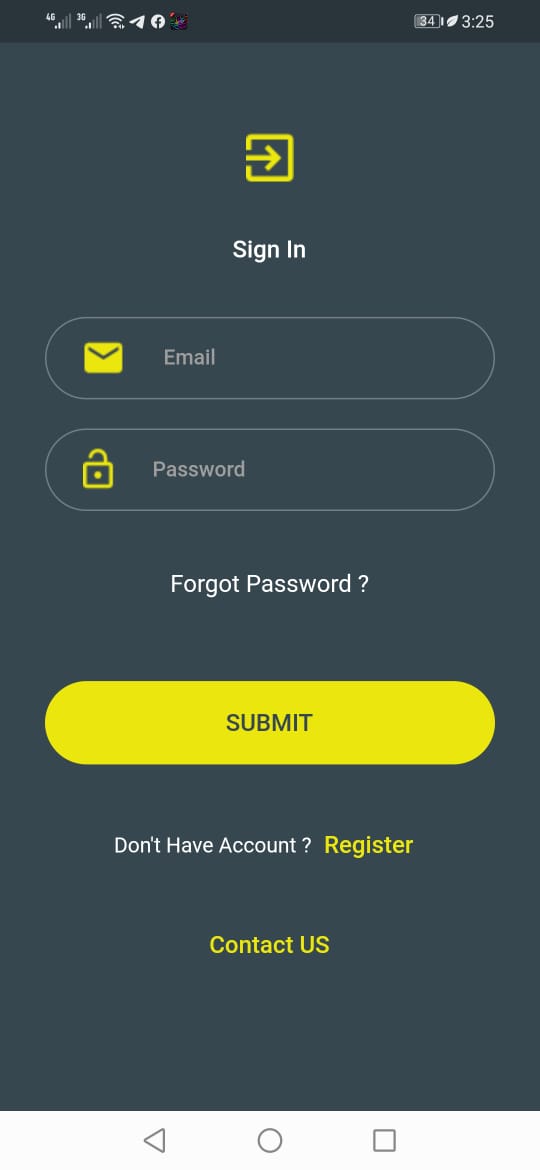 4G 3G 34 3:25
Sign In
Email
Password
Forgot Password ?
SUBMIT
Don't Have Account ? Register
Contact US